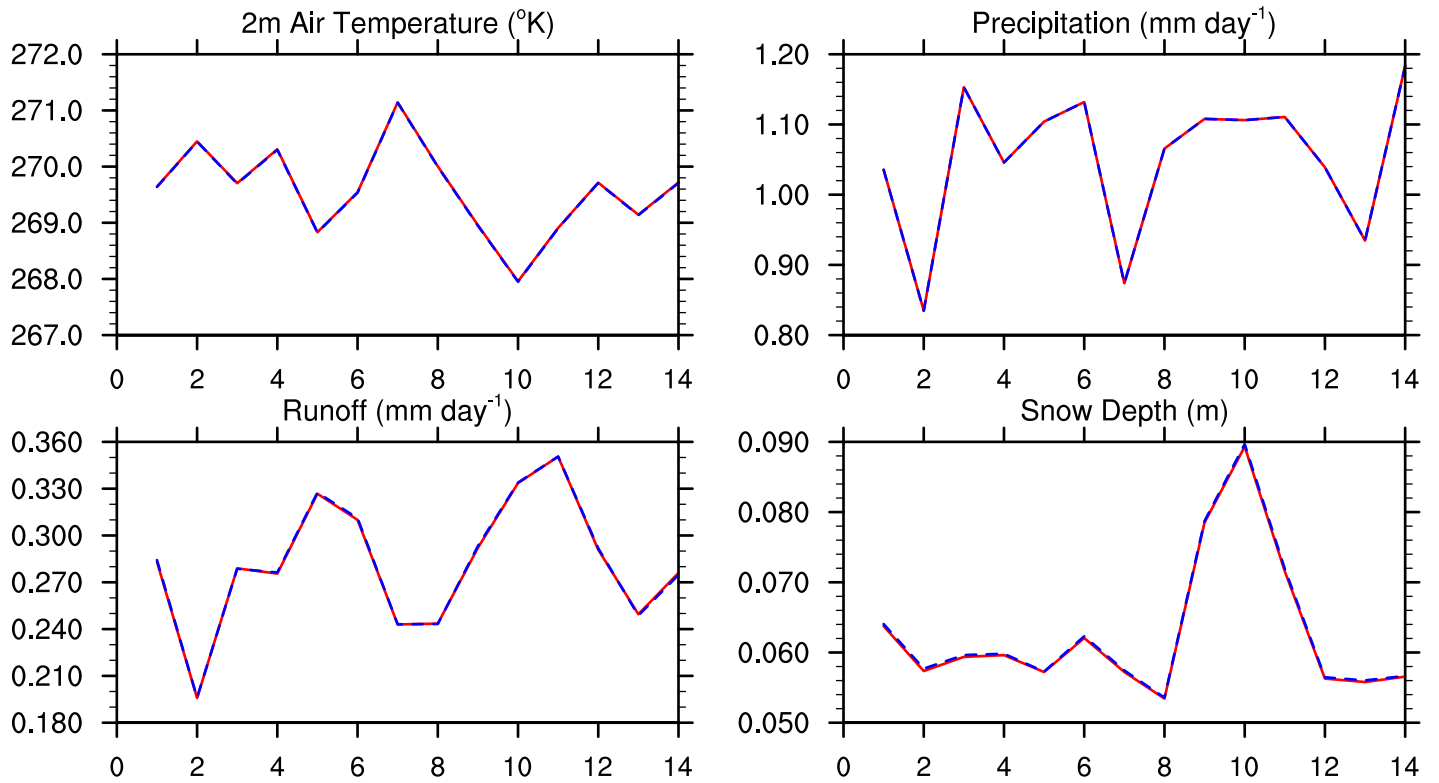 2m Air Temperature (°K)
272.0
271.0
270.0
269.0
268.0
267.0
0 2 4 6 8 10 12 14
Precipitation (mm day⁻¹)
1.20
1.10
1.00
0.90
0.80
0 2 4 6 8 10 12 14
Runoff (mm day⁻¹)
0.360
0.330
0.300
0.270
0.240
0.210
0.180
0 2 4 6 8 10 12 14
Snow Depth (m)
0.090
0.080
0.070
0.060
0.050
0 2 4 6 8 10 12 14